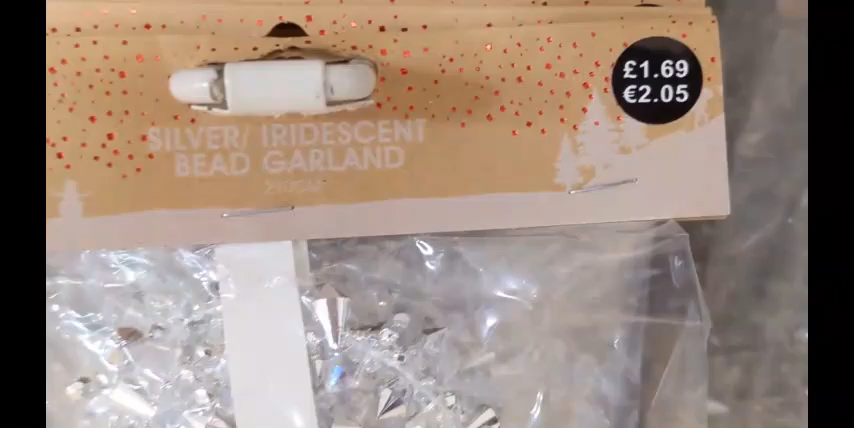 £1.69
€2.05
SILVER/ IRIDESCENT
BEAD GARLAND